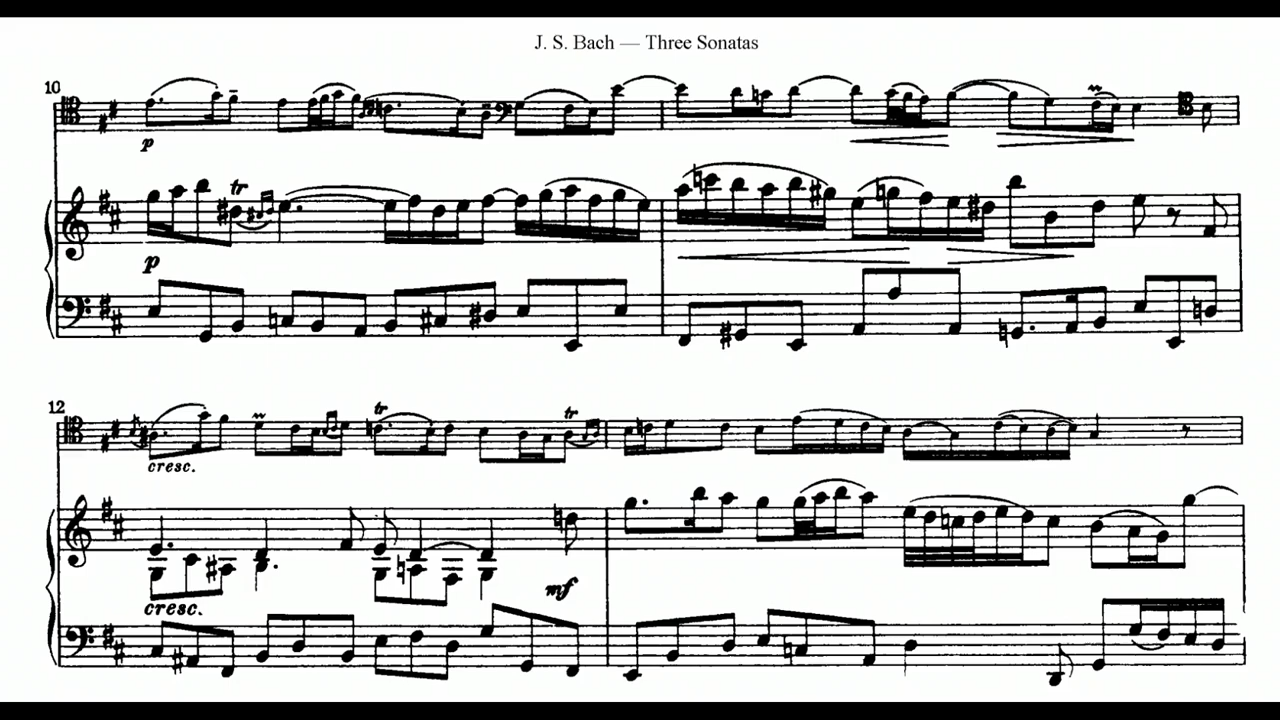 J. S. Bach — Three Sonatas
10
p
tr
p
12
tr
tr
cresc.
cresc.
mf